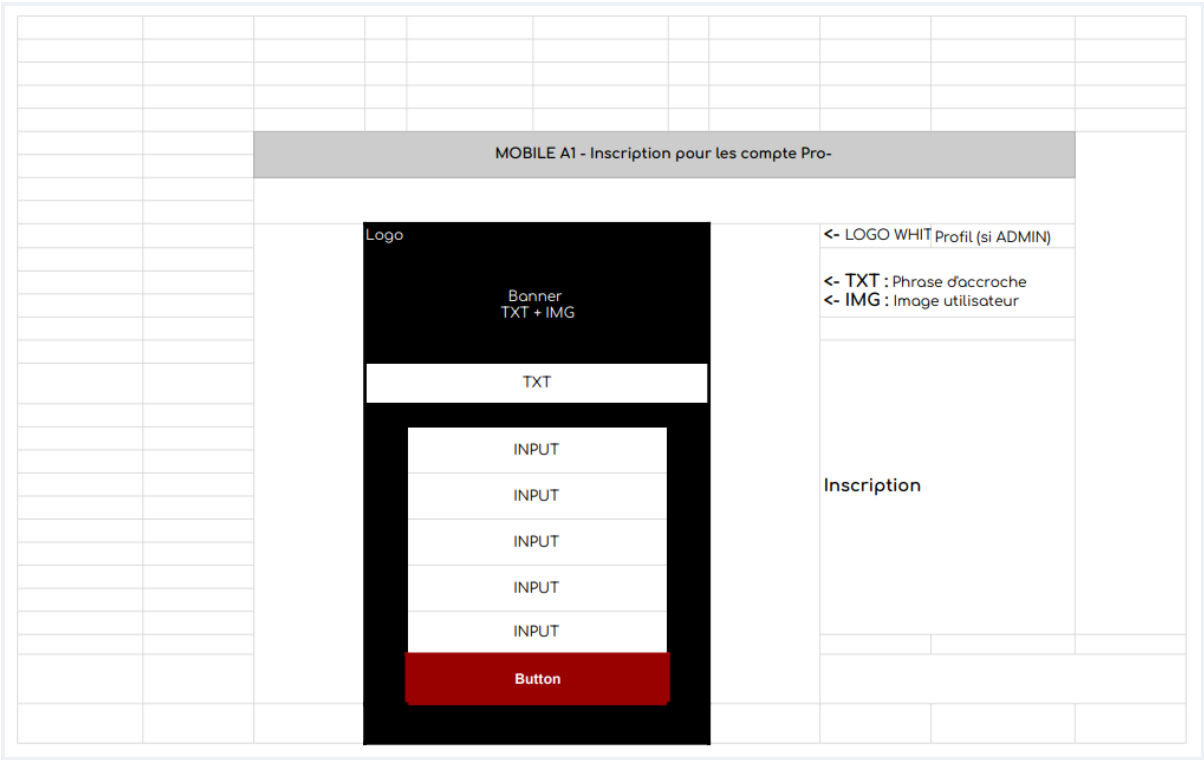 MOBILE A1 - Inscription pour les compte Pro-
Logo
<- LOGO WHIT
Profil (si ADMIN)
Banner
TXT + IMG
<- TXT : Phrase d'accroche
<- IMG : Image utilisateur
TXT
INPUT
INPUT
INPUT
INPUT
INPUT
Inscription
Button